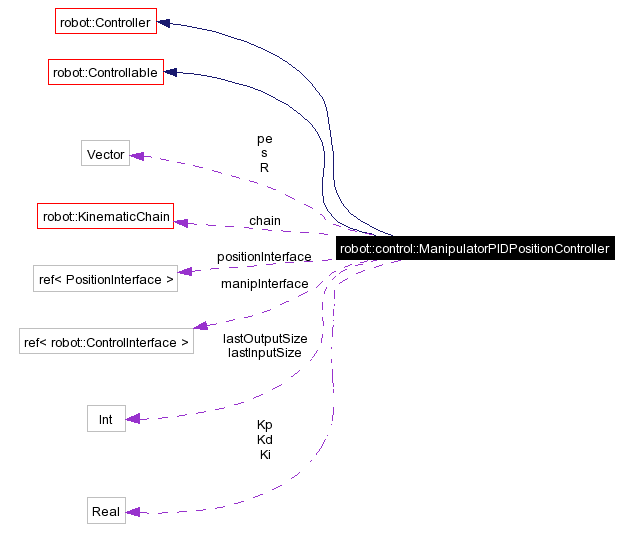 robot::Controller
robot::Controllable
pe
s
R
Vector
robot::KinematicChain
chain
robot::control::ManipulatorPIDPositionController
positionInterface
ref< PositionInterface >
manipInterface
ref< robot::ControlInterface >
lastOutputSize
lastInputSize
Int
Kp
Kd
Ki
Real